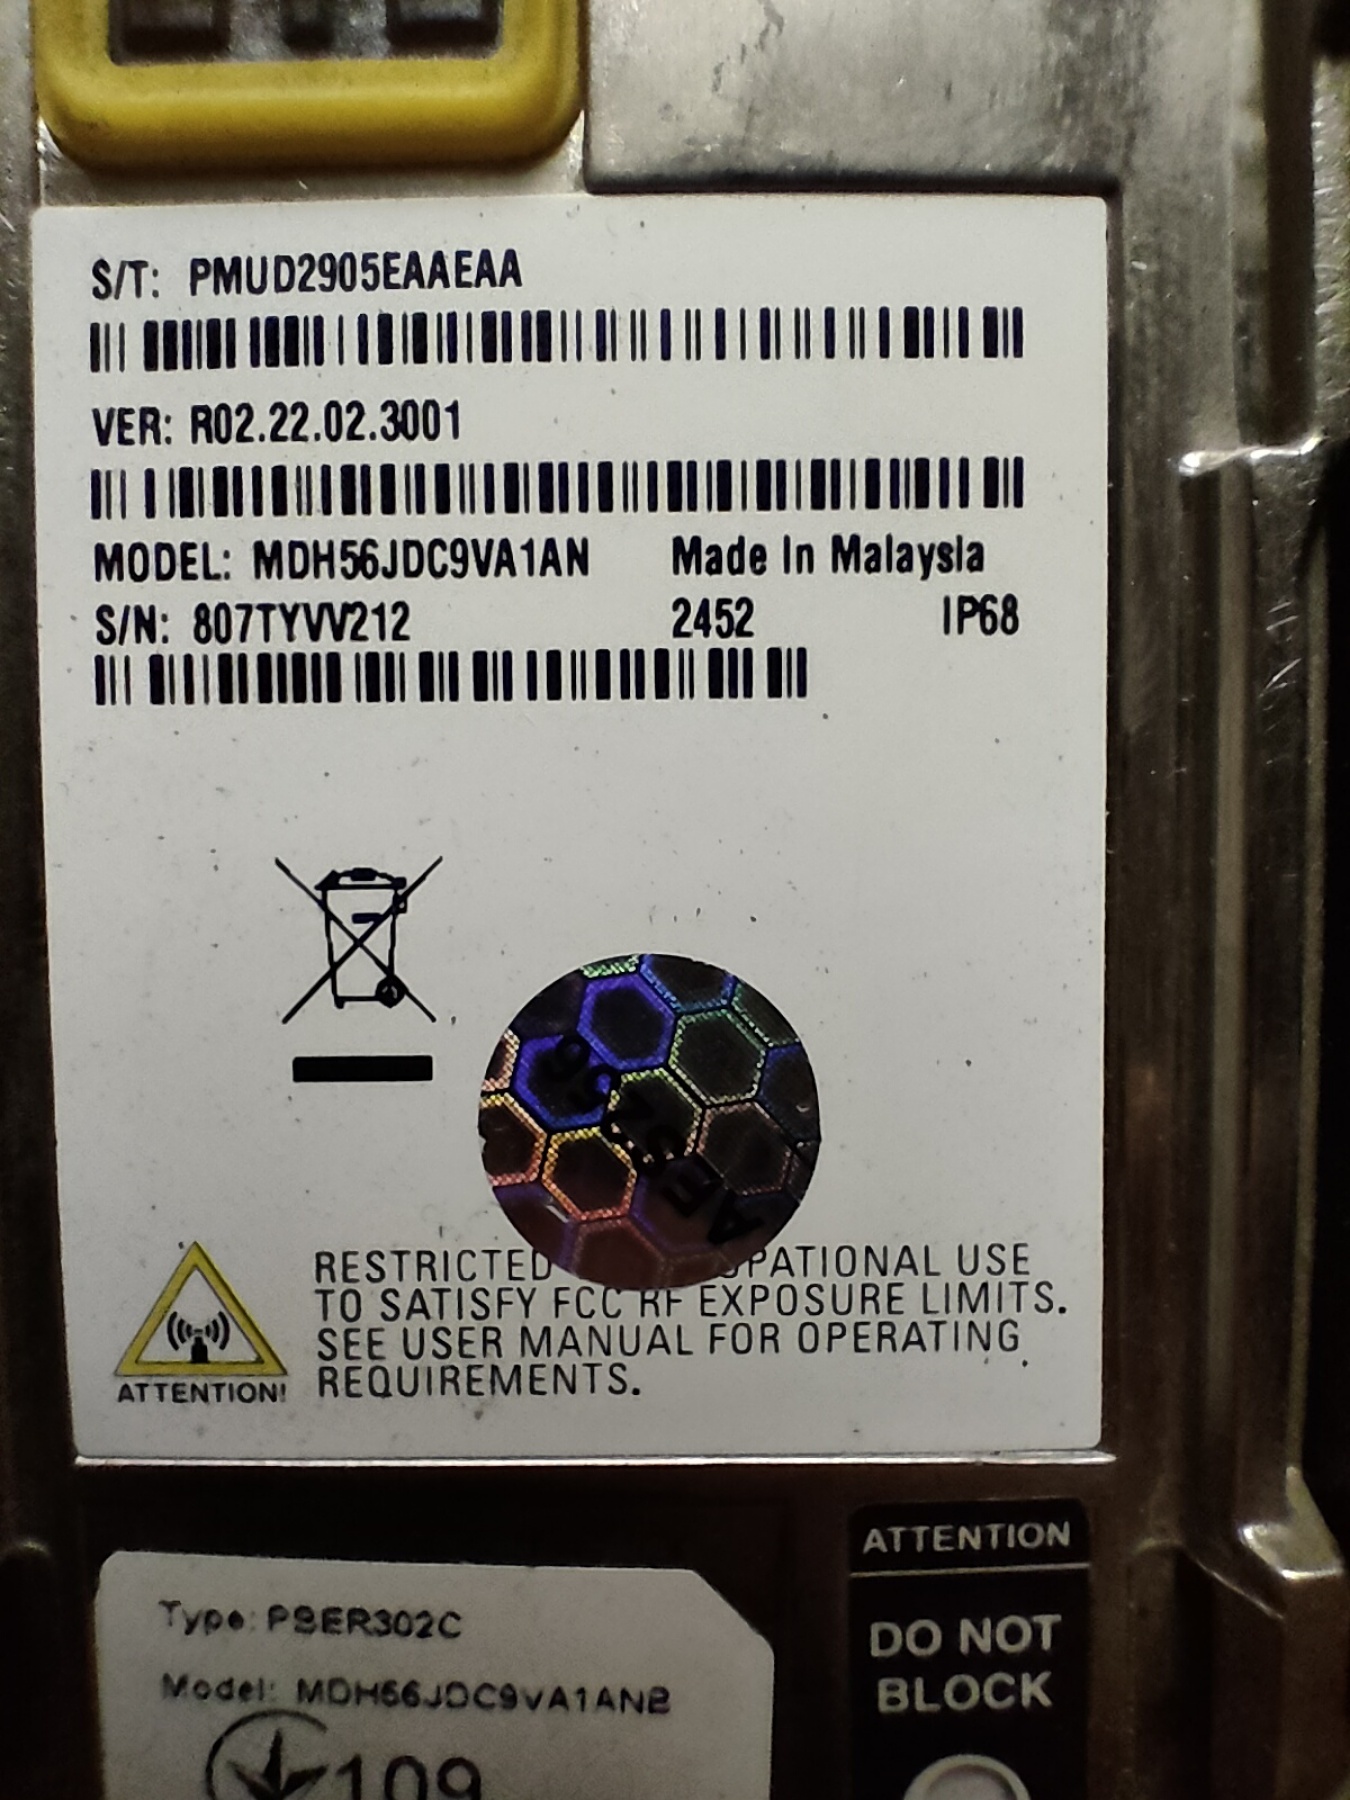 S/T: PMUD2905EAAEAA
VER: R02.22.02.3001
MODEL: MDH56JDC9VA1AN Made In Malaysia
S/N: 807TYVV212 2452 IP68
RESTRICTED PATIONAL USE
TO SATISFY FCC RF EXPOSURE LIMITS.
SEE USER MANUAL FOR OPERATING
REQUIREMENTS.
ATTENTION!
ATTENTION
DO NOT
BLOCK
Type: PSER302C
Model: MDH56JDC9VA1ANB
109